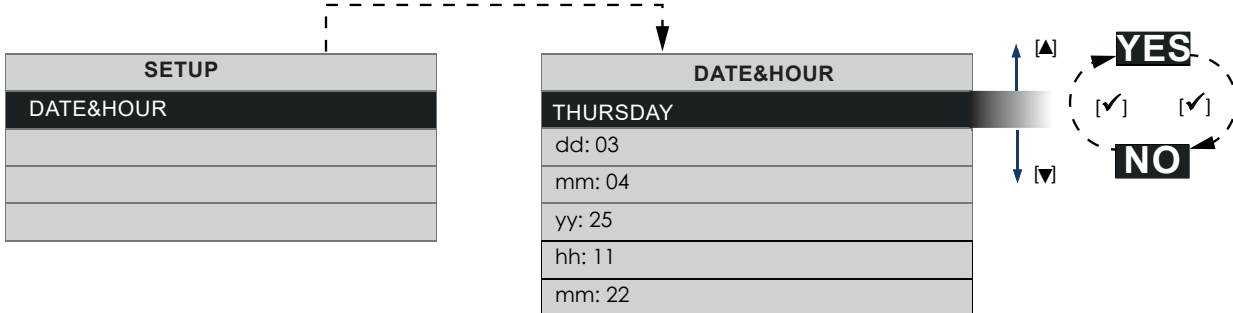 SETUP
DATE&HOUR
DATE&HOUR
THURSDAY
dd: 03
mm: 04
yy: 25
hh: 11
mm: 22
[▲]
[▼]
YES
[✔] [✔]
NO